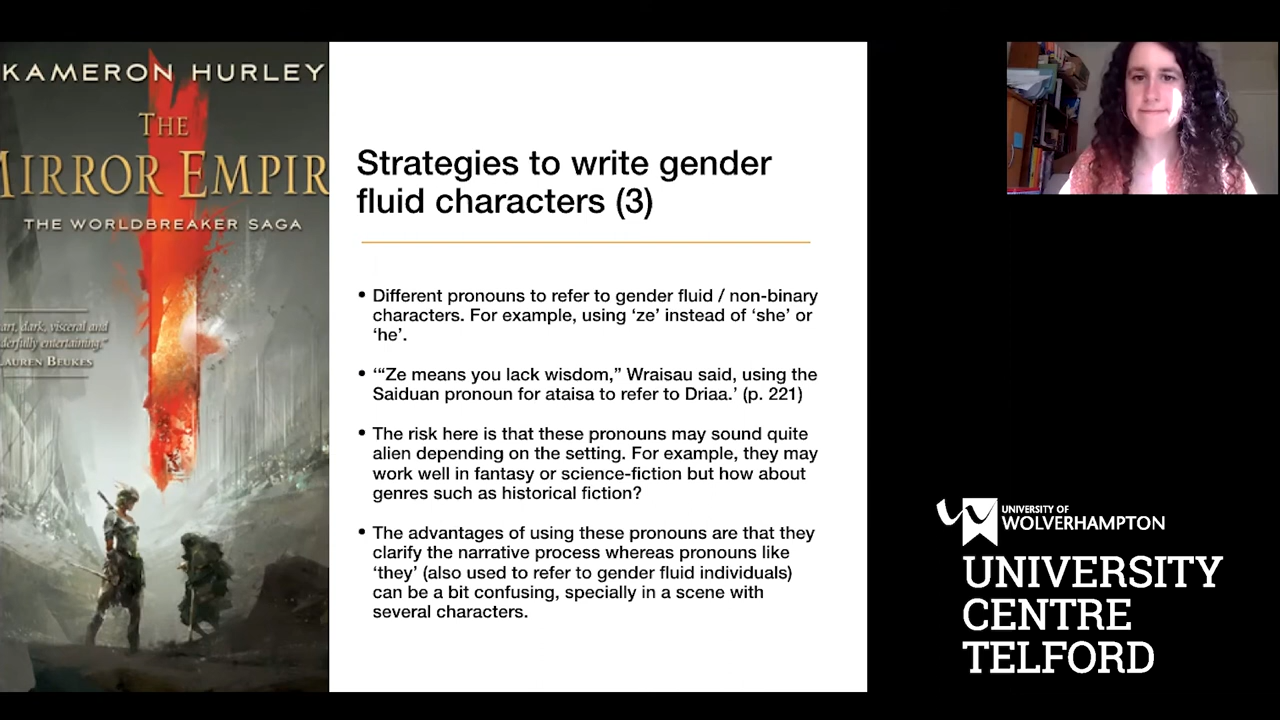 KAMERON HURLEY
THE
MIRROR EMPIR
THE WORLDBREAKER SAGA
art, dark, visceral and
derfully entertaining."
LAUREN BEUKES
Strategies to write gender
fluid characters (3)
• Different pronouns to refer to gender fluid / non-binary
characters. For example, using ‘ze’ instead of ‘she’ or
‘he’.
• ‘“Ze means you lack wisdom,” Wraisau said, using the
Saiduan pronoun for ataisa to refer to Driaa.’ (p. 221)
• The risk here is that these pronouns may sound quite
alien depending on the setting. For example, they may
work well in fantasy or science-fiction but how about
genres such as historical fiction?
• The advantages of using these pronouns are that they
clarify the narrative process whereas pronouns like
‘they’ (also used to refer to gender fluid individuals)
can be a bit confusing, specially in a scene with
several characters.
UNIVERSITY OF
WOLVERHAMPTON
UNIVERSITY
CENTRE
TELFORD